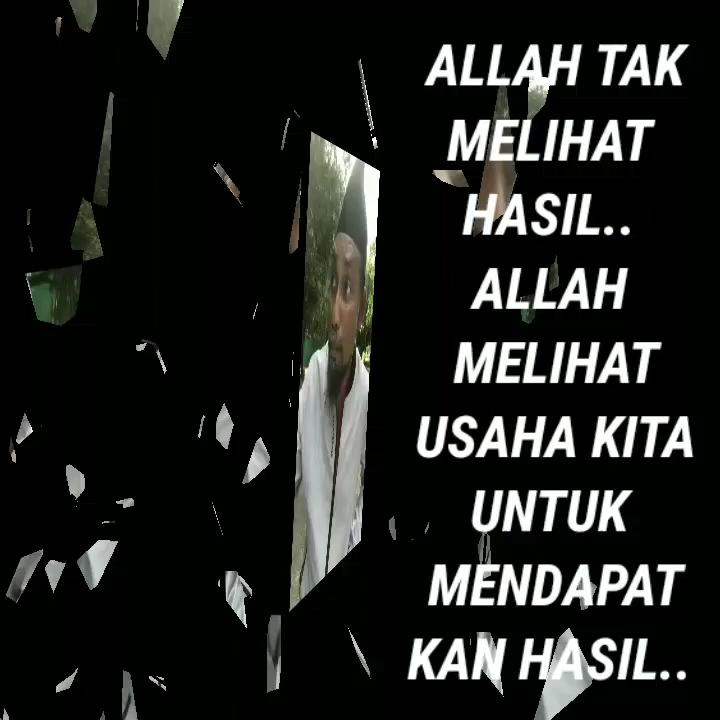 ALLAH TAK
MELIHAT
HASIL..
ALLAH
MELIHAT
USAHA KITA
UNTUK
MENDAPAT
KAN HASIL..